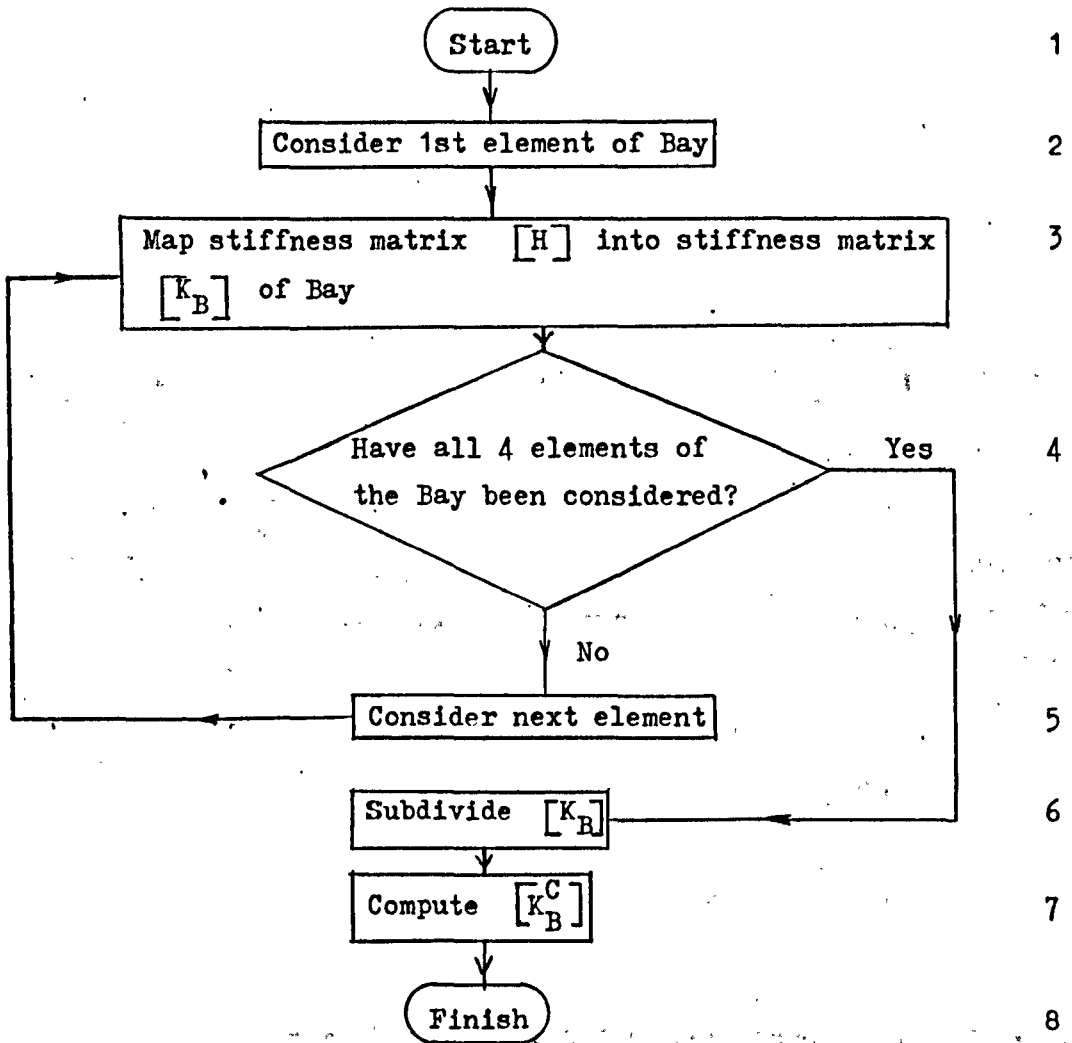 Start 1
Consider 1st element of Bay 2
Map stiffness matrix [H] into stiffness matrix 3
[K_B] of Bay
Have all 4 elements of Yes 4
the Bay been considered?
No
Consider next element 5
Subdivide [K_B] 6
Compute [K_B^C] 7
Finish 8